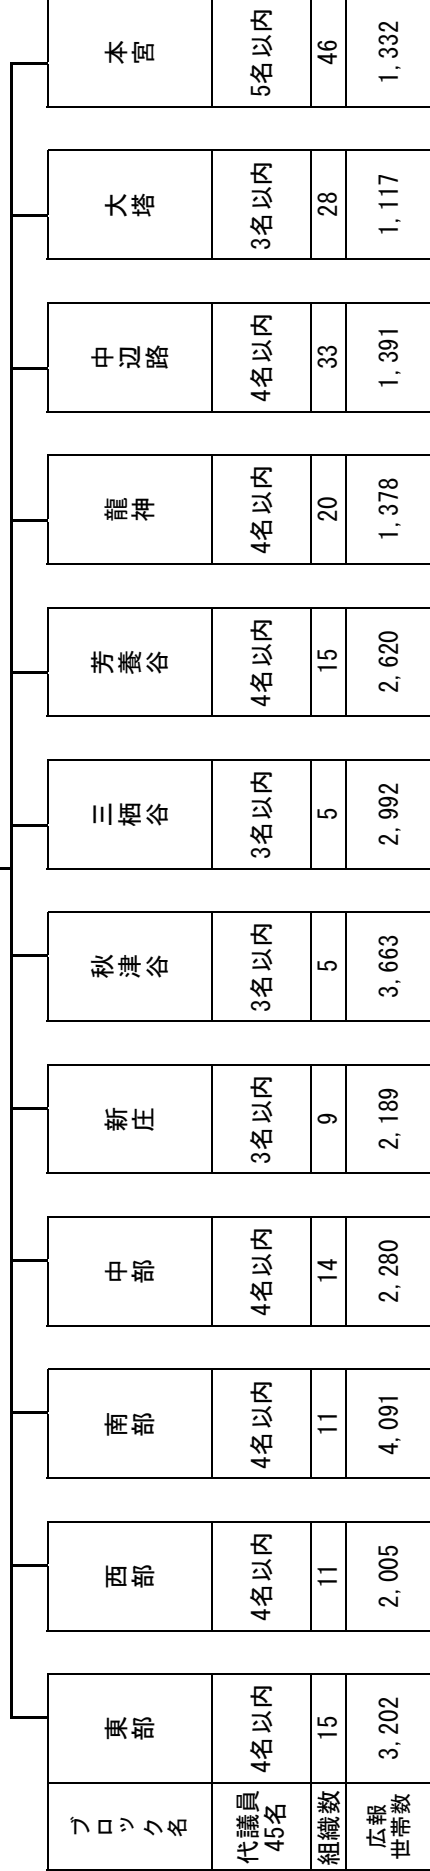 ブロック名 東部 西部 南部 中部 新庄 秋津谷 三栖谷 芳養谷 龍神 中辺路 大塔 本宮
代議員45名 4名以内 4名以内 4名以内 4名以内 3名以内 3名以内 3名以内 4名以内 4名以内 4名以内 3名以内 5名以内
組織数 15 11 11 14 9 5 5 15 20 33 28 46
広報世帯数 3,202 2,005 4,091 2,280 2,189 3,663 2,992 2,620 1,378 1,391 1,117 1,332